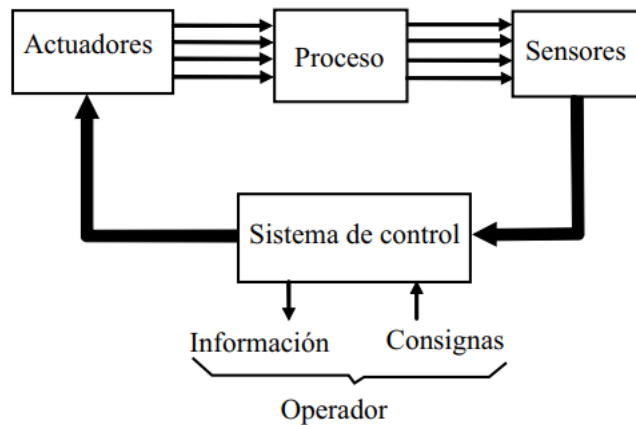 Actuadores
Proceso
Sensores
Sistema de control
Información
Consignas
Operador